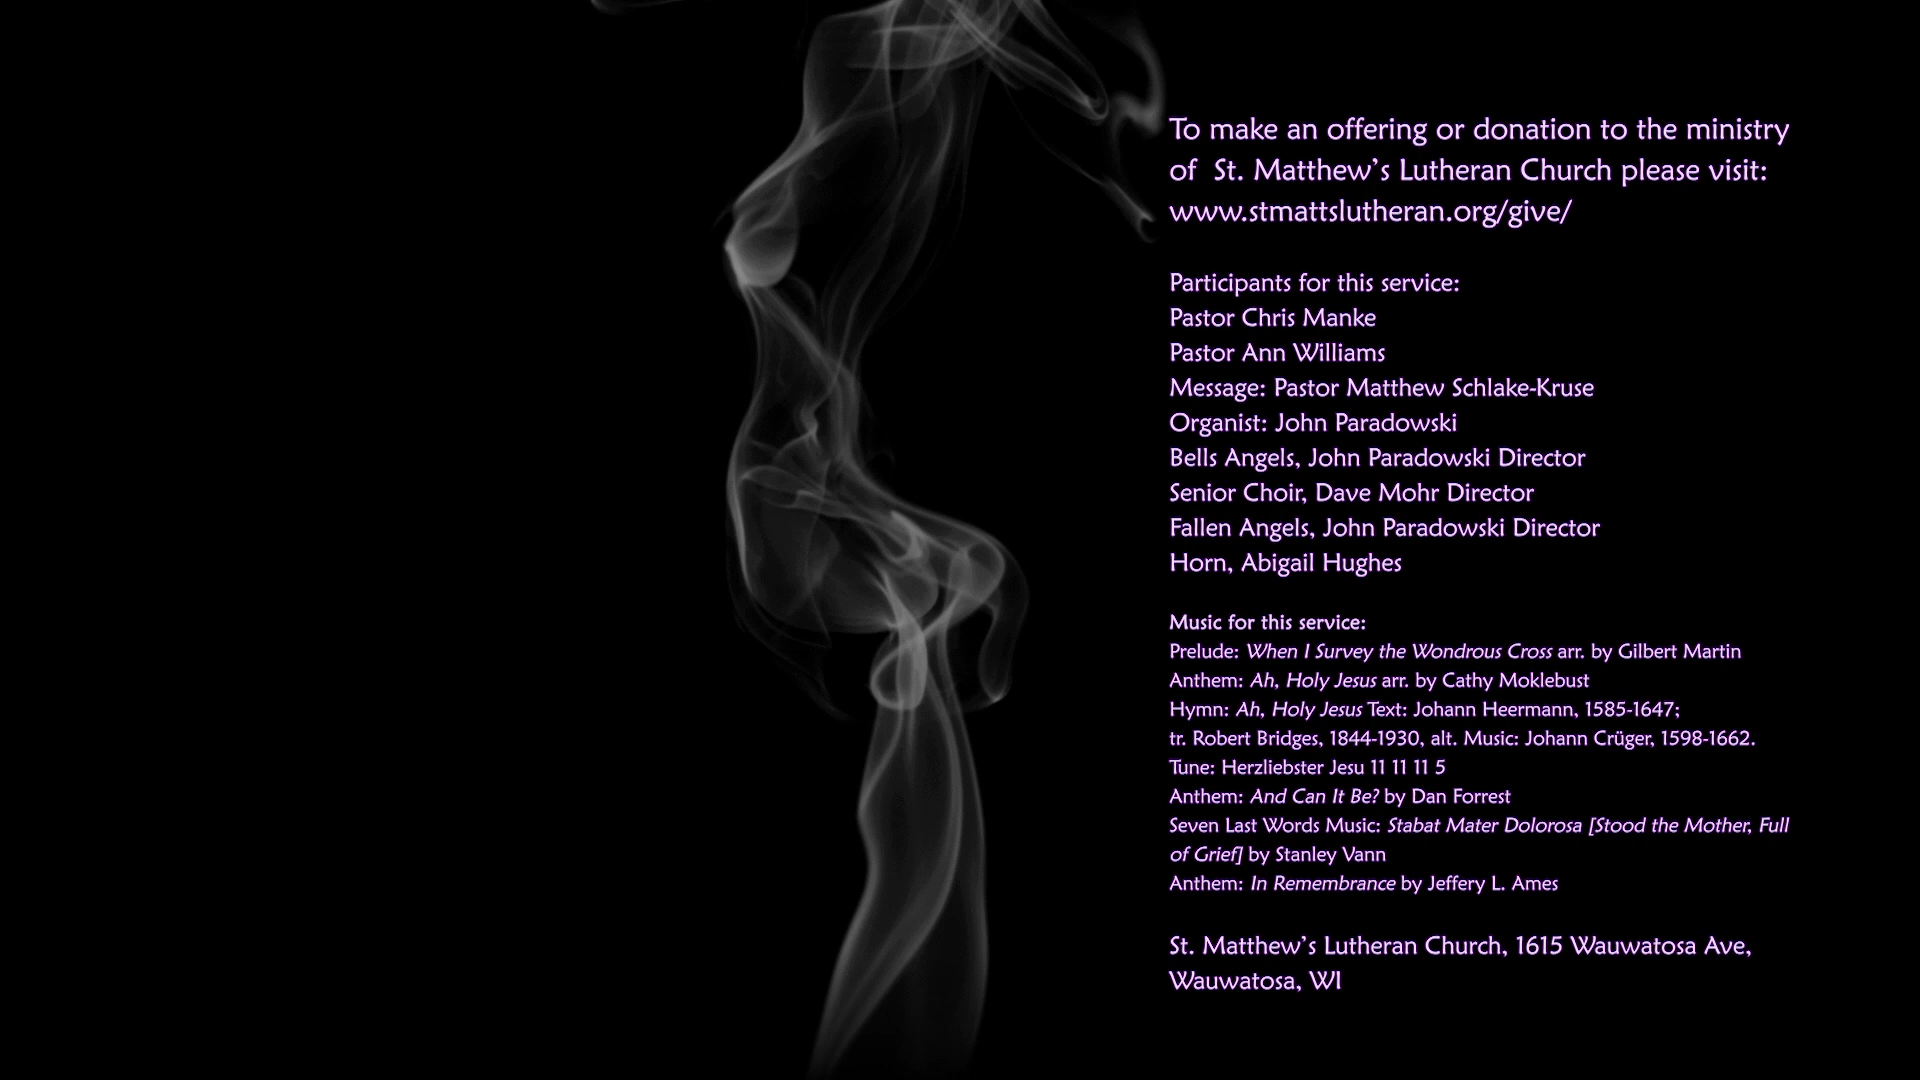 To make an offering or donation to the ministry
of  St. Matthew’s Lutheran Church please visit:
www.stmattslutheran.org/give/
Participants for this service:
Pastor Chris Manke
Pastor Ann Williams
Message: Pastor Matthew Schlake-Kruse
Organist: John Paradowski
Bells Angels, John Paradowski Director
Senior Choir, Dave Mohr Director
Fallen Angels, John Paradowski Director
Horn, Abigail Hughes
Music for this service:
Prelude: When I Survey the Wondrous Cross arr. by Gilbert Martin
Anthem: Ah, Holy Jesus arr. by Cathy Moklebust
Hymn: Ah, Holy Jesus Text: Johann Heermann, 1585-1647;
tr. Robert Bridges, 1844-1930, alt. Music: Johann Crüger, 1598-1662.
Tune: Herzliebster Jesu 11 11 11 5
Anthem: And Can It Be? by Dan Forrest
Seven Last Words Music: Stabat Mater Dolorosa [Stood the Mother, Full
of Grief] by Stanley Vann
Anthem: In Remembrance by Jeffery L. Ames
St. Matthew’s Lutheran Church, 1615 Wauwatosa Ave,
Wauwatosa, WI